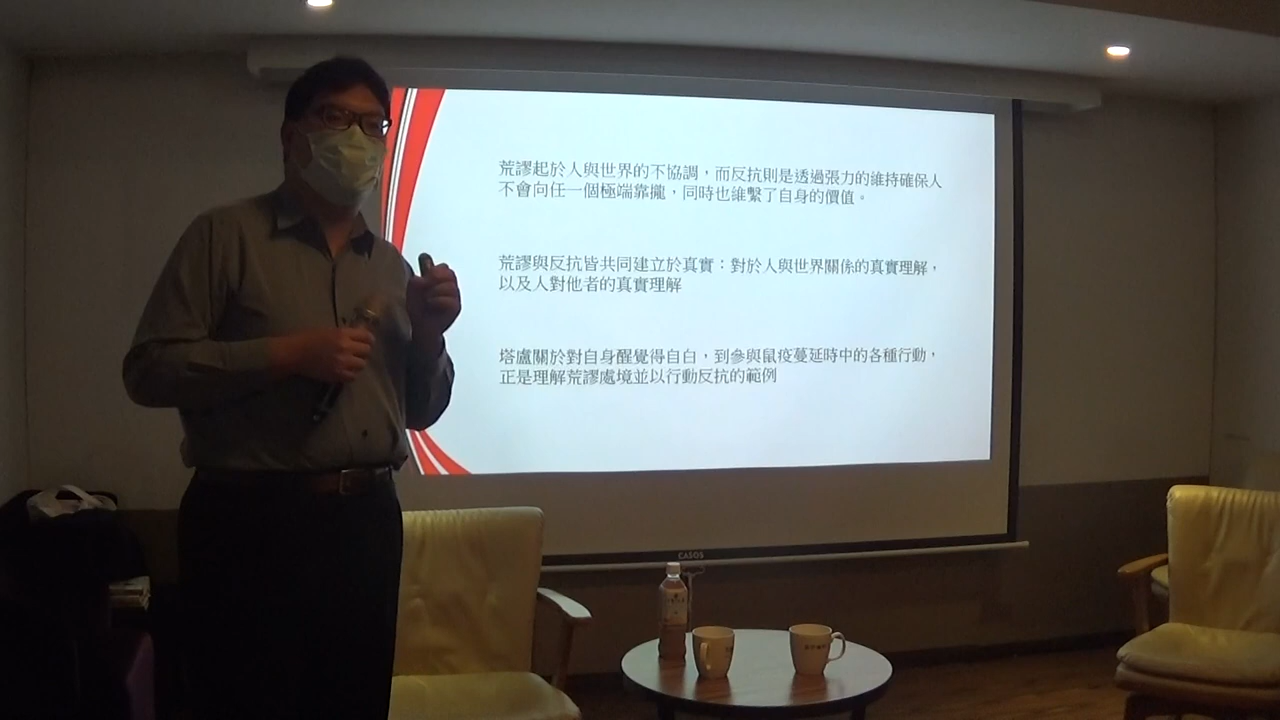 荒謬起於人與世界的不協調，而反抗則是透過張力的維持確保人
不會向任一個極端靠攏，同時也維繫了自身的價值。
荒謬與反抗皆共同建立於真實：對於人與世界關係的真實理解，
以及人對他者的真實理解
塔盧關於對自身醒覺得自白，到參與鼠疫蔓延時中的各種行動，
正是理解荒謬處境並以行動反抗的範例
CASOS